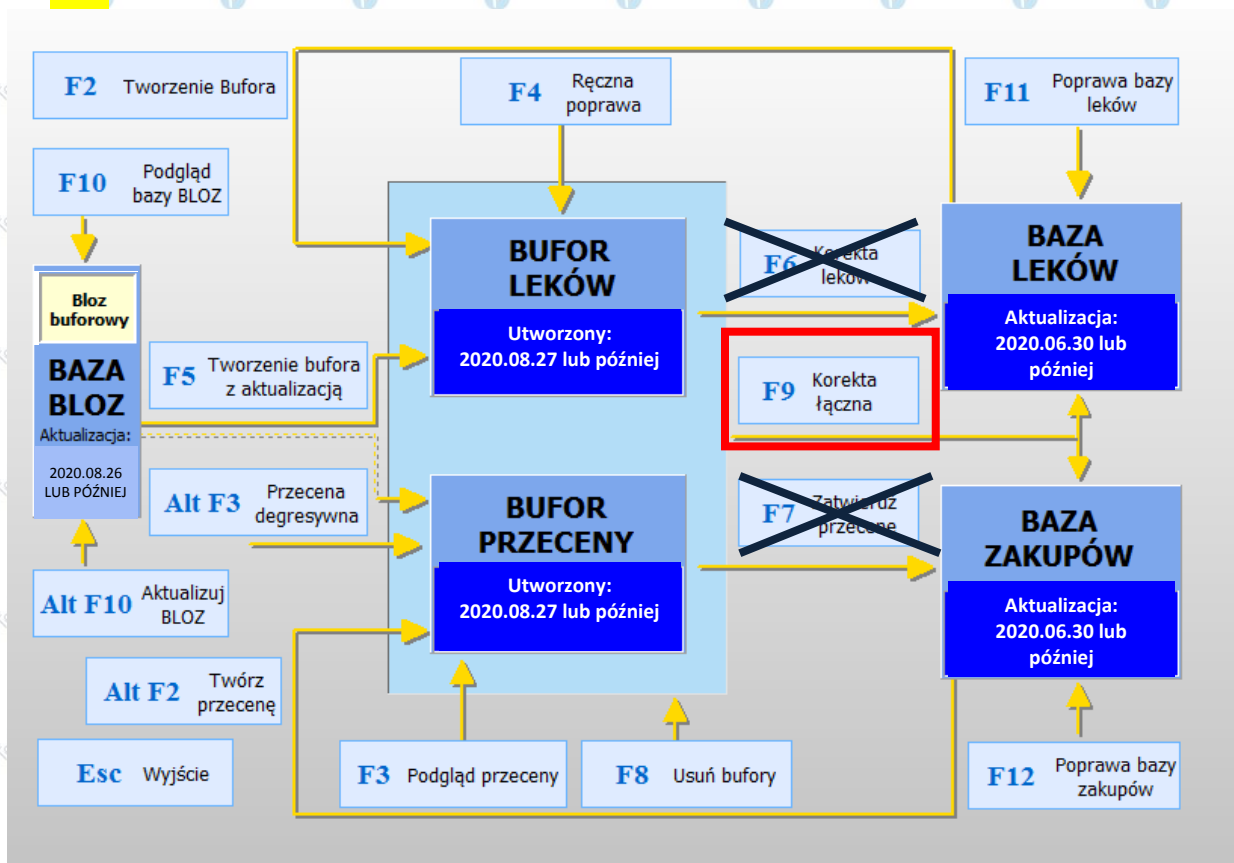 F2 Tworzenie Bufora
F4 Ręczna
poprawa
F11 Poprawa bazy
leków
F10 Podgląd
bazy BLOZ
BUFOR
LEKÓW
Utworzony:
2020.08.27 lub później
F6 Korekta
leków
BAZA
LEKÓW
Aktualizacja:
2020.06.30 lub
później
Bloz
buforowy
BAZA
BLOZ
Aktualizacja:
2020.08.26
LUB PÓŹNIEJ
F5 Tworzenie bufora
z aktualizacją
F9 Korekta
łączna
Alt F3 Przecena
degresywna
BUFOR
PRZECENY
Utworzony:
2020.08.27 lub później
F7 Zatwierdź
przecenę
BAZA
ZAKUPÓW
Aktualizacja:
2020.06.30 lub
później
Alt F10 Aktualizuj
BLOZ
Alt F2 Twórz
przecenę
Esc Wyjście
F3 Podgląd przeceny
F8 Usuń bufory
F12 Poprawa bazy
zakupów